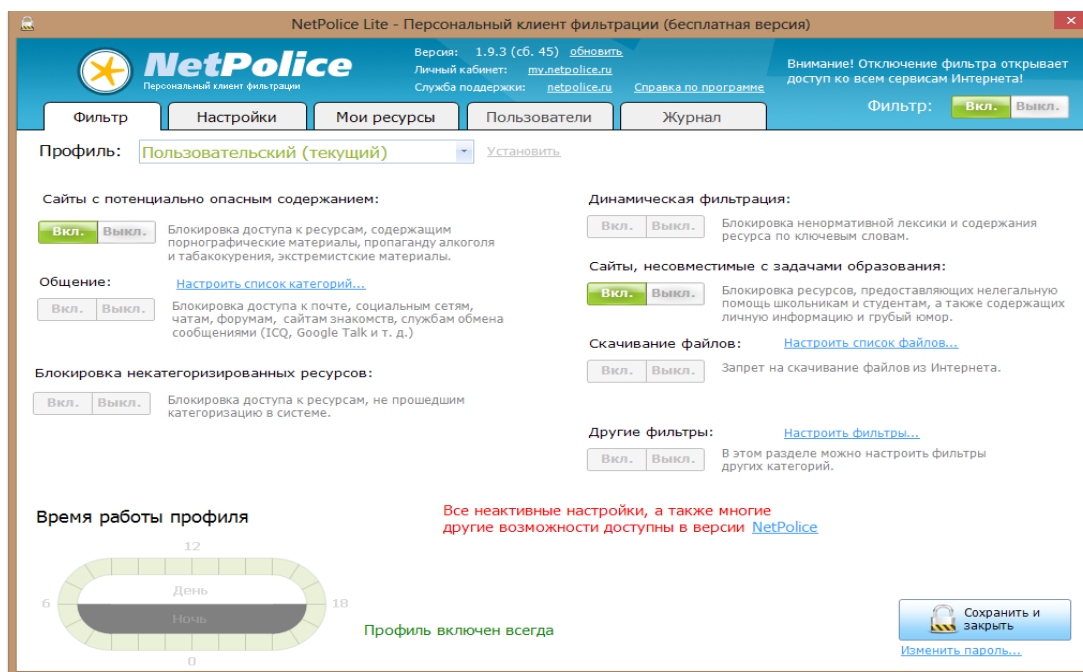 NetPolice Lite - Персональный клиент фильтрации (бесплатная версия)
NetPolice
Персональный клиент фильтрации
Версия: 1.9.3 (сб. 45) обновить
Личный кабинет: my.netpolice.ru
Служба поддержки: netpolice.ru Справка по программе
Внимание! Отключение фильтра открывает
доступ ко всем сервисам Интернета!
Фильтр: Вкл. Выкл.
Фильтр Настройки Мои ресурсы Пользователи Журнал
Профиль: Пользовательский (текущий) Установить
Сайты с потенциально опасным содержанием:
Вкл. Выкл.
Блокировка доступа к ресурсам, содержащим
порнографические материалы, пропаганду алкоголя
и табакокурения, экстремистские материалы.
Общение: Настроить список категорий...
Вкл. Выкл.
Блокировка доступа к почте, социальным сетям,
чатам, форумам, сайтам знакомств, службам обмена
сообщениями (ICQ, Google Talk и т. д.)
Блокировка некатегоризированных ресурсов:
Вкл. Выкл.
Блокировка доступа к ресурсам, не прошедшим
категоризацию в системе.
Динамическая фильтрация:
Вкл. Выкл.
Блокировка ненормативной лексики и содержания
ресурса по ключевым словам.
Сайты, несовместимые с задачами образования:
Вкл. Выкл.
Блокировка ресурсов, предоставляющих нелегальную
помощь школьникам и студентам, а также содержащих
личную информацию и грубый юмор.
Скачивание файлов: Настроить список файлов...
Вкл. Выкл.
Запрет на скачивание файлов из Интернета.
Другие фильтры: Настроить фильтры...
Вкл. Выкл.
В этом разделе можно настроить фильтры
других категорий.
Время работы профиля
12
День
6 18
Ночь
0
Все неактивные настройки, а также многие
другие возможности доступны в версии NetPolice
Профиль включен всегда
Сохранить и
закрыть
Изменить пароль...